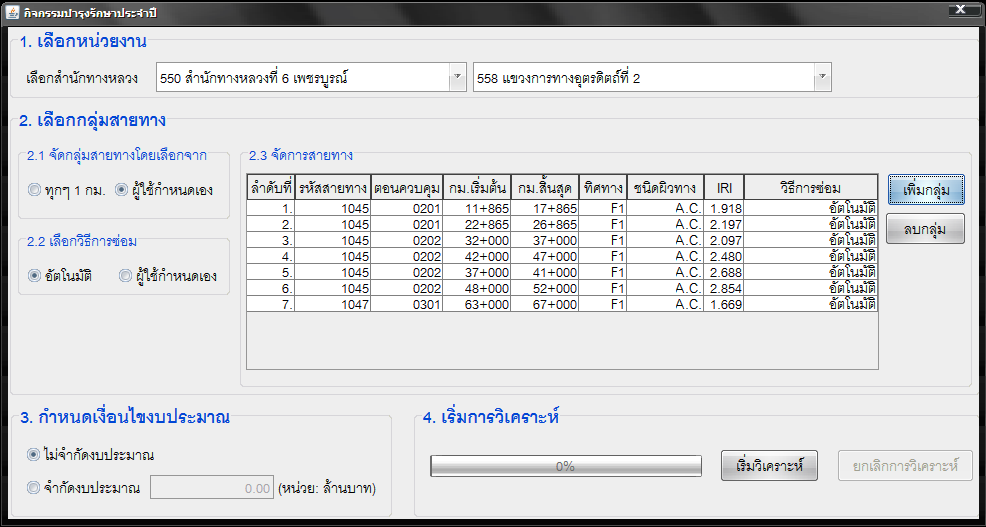 กิจกรรมบำรุงรักษาประจำปี
1. เลือกหน่วยงาน
เลือกสำนักทางหลวง 550 สำนักทางหลวงที่ 6 เพชรบูรณ์ 558 แขวงการทางอุตรดิตถ์ที่ 2
2. เลือกกลุ่มสายทาง
2.1 จัดกลุ่มสายทางโดยเลือกจาก
ทุกๆ 1 กม. ผู้ใช้กำหนดเอง
2.2 เลือกวิธีการซ่อม
อัตโนมัติ ผู้ใช้กำหนดเอง
2.3 จัดการสายทาง
ลำดับที่ รหัสสายทาง ตอนควบคุม กม.เริ่มต้น กม.สิ้นสุด ทิศทาง ชนิดผิวทาง IRI วิธีการซ่อม
1. 1045 0201 11+865 17+865 F1 A.C. 1.918 อัตโนมัติ
2. 1045 0201 22+865 26+865 F1 A.C. 2.197 อัตโนมัติ
3. 1045 0202 32+000 37+000 F1 A.C. 2.097 อัตโนมัติ
4. 1045 0202 42+000 47+000 F1 A.C. 2.480 อัตโนมัติ
5. 1045 0202 37+000 41+000 F1 A.C. 2.688 อัตโนมัติ
6. 1045 0202 48+000 52+000 F1 A.C. 2.854 อัตโนมัติ
7. 1047 0301 63+000 67+000 F1 A.C. 1.669 อัตโนมัติ
เพิ่มกลุ่ม
ลบกลุ่ม
3. กำหนดเงื่อนไขงบประมาณ
ไม่จำกัดงบประมาณ
จำกัดงบประมาณ 0.00 (หน่วย: ล้านบาท)
4. เริ่มการวิเคราะห์
0% เริ่มวิเคราะห์ ยกเลิกการวิเคราะห์